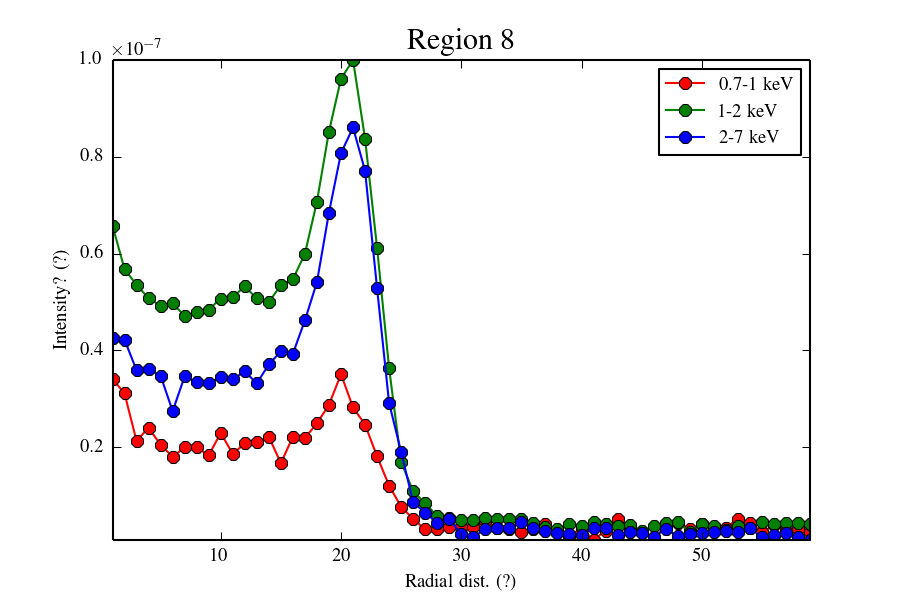 Region 8
×10⁻⁷
1.0
0.8
0.6
0.4
0.2
Intensity? (?)
0.7-1 keV
1-2 keV
2-7 keV
10 20 30 40 50
Radial dist. (?)